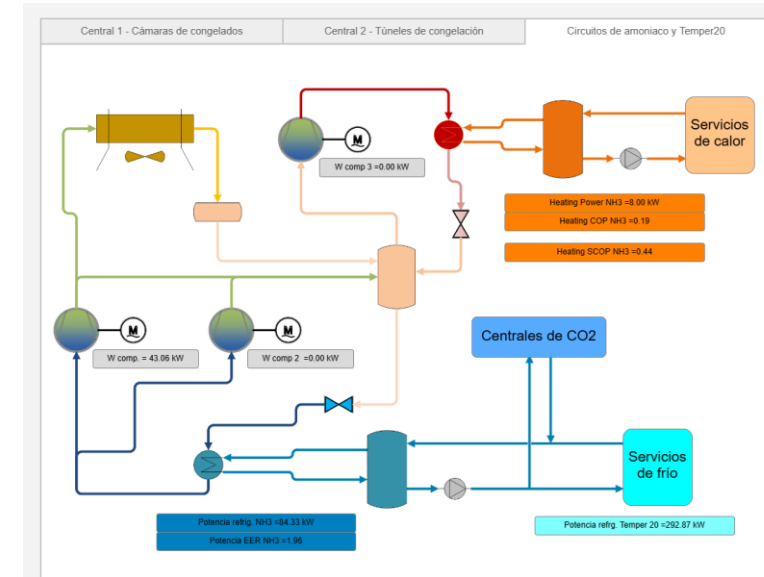 Central 1 - Cámaras de congelados
Central 2 - Túneles de congelación
Circuitos de amoniaco y Temper20
M
W comp 3 =0.00 kW
Servicios
de calor
Heating Power NH3 =8.00 kW
Heating COP NH3 =0.19
Heating SCOP NH3 =0.44
M
W comp. = 43.06 kW
M
W comp 2 =0.00 kW
Centrales de CO2
Servicios
de frío
Potencia refrig. NH3 =84.33 kW
Potencia EER NH3 =1.96
Potencia refrg. Temper 20 =292.87 kW